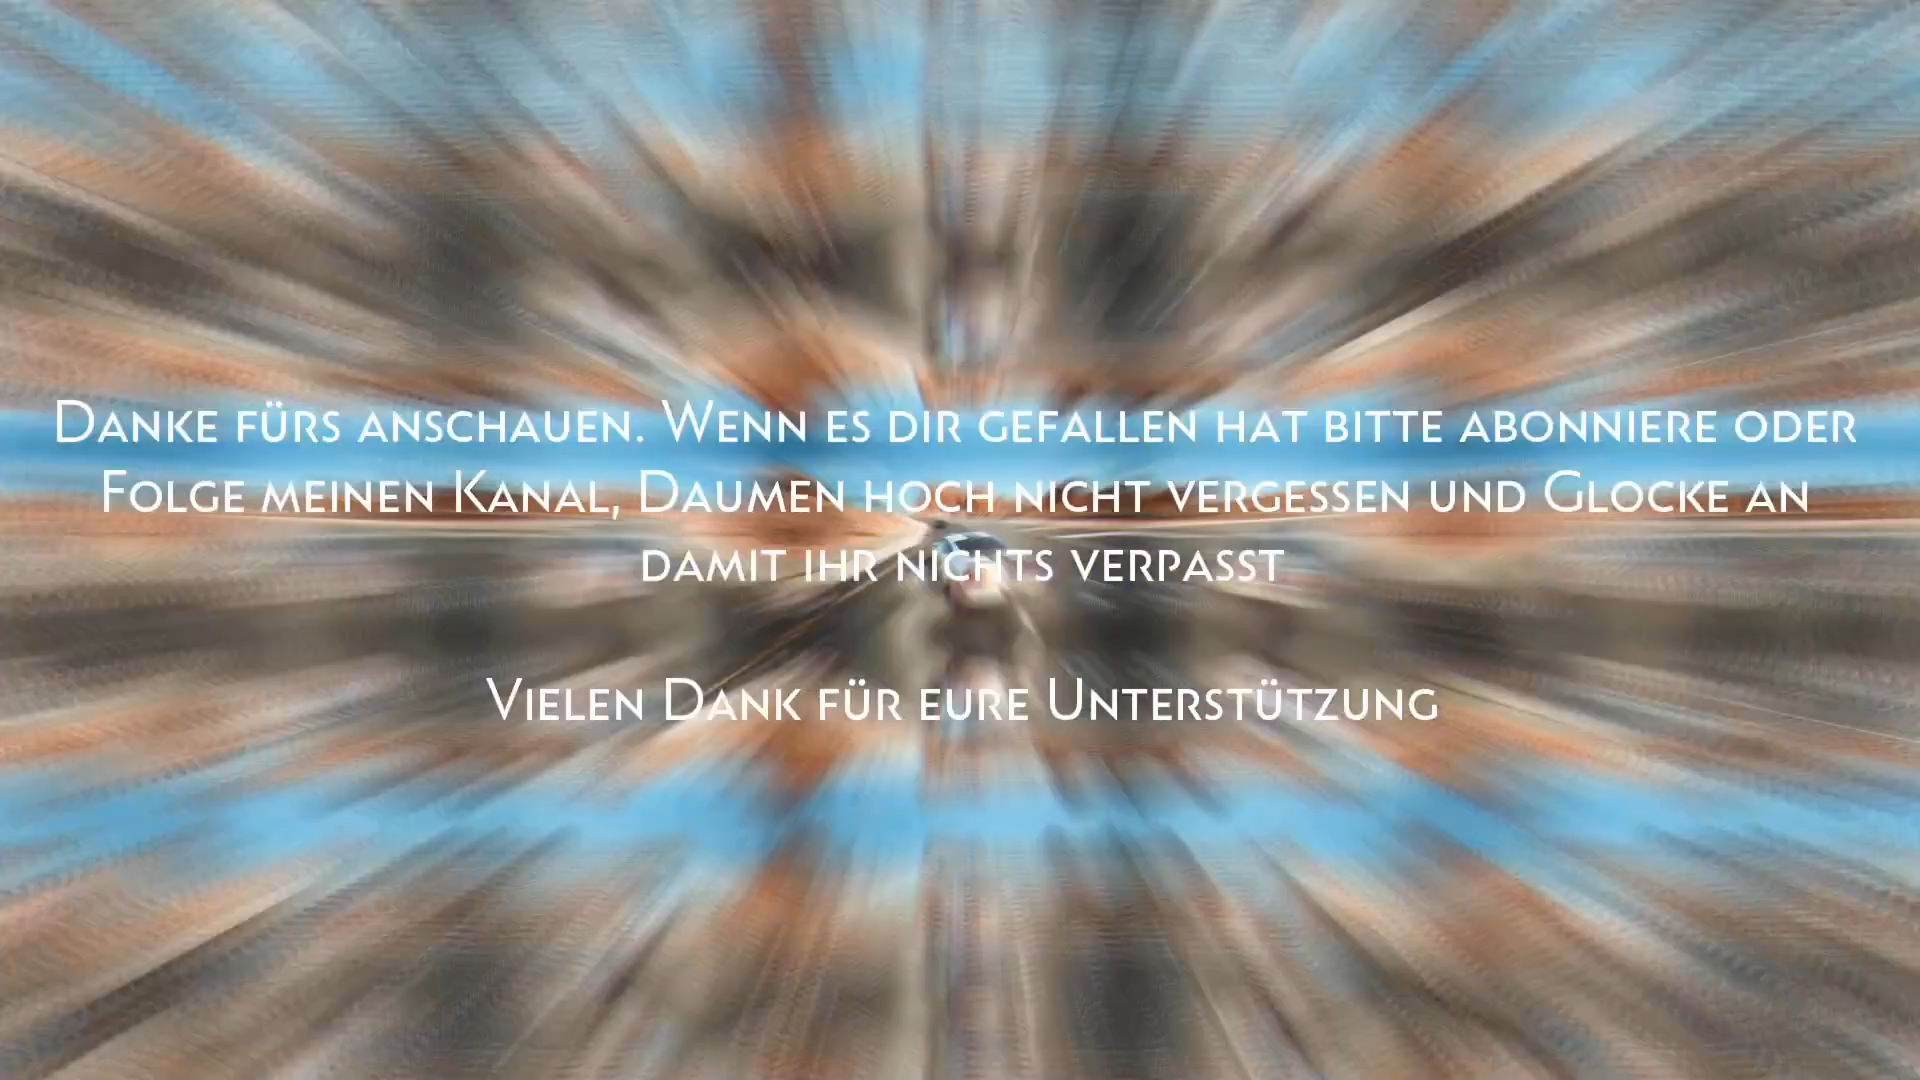 Danke fürs anschauen. Wenn es dir gefallen hat bitte abonniere oder
Folge meinen Kanal, Daumen hoch nicht vergessen und Glocke an
damit ihr nichts verpasst
Vielen Dank für eure Unterstützung